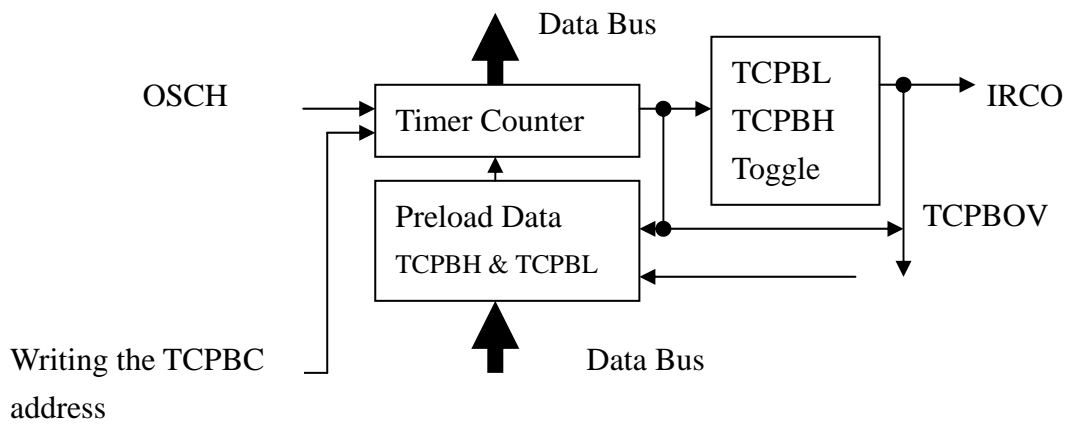 Data Bus
OSCH
Timer Counter
TCPBL
TCPBH
Toggle
IRCO
Preload Data
TCPBH & TCPBL
TCPBOV
Writing the TCPBC
address
Data Bus